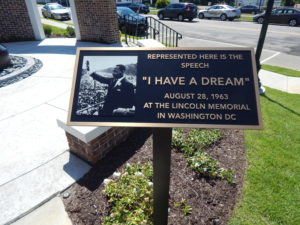 REPRESENTED HERE IS THE
SPEECH
"I HAVE A DREAM"
AUGUST 28, 1963
AT THE LINCOLN MEMORIAL
IN WASHINGTON DC